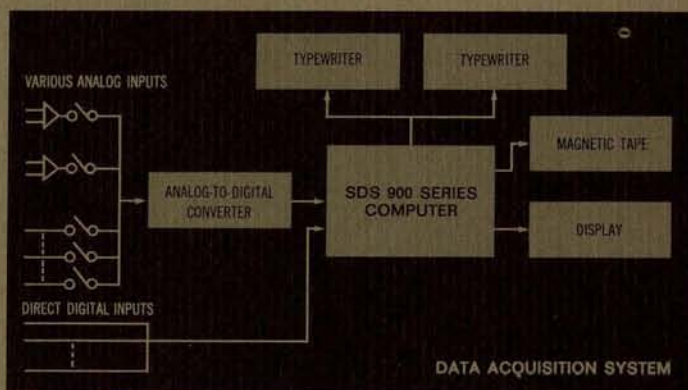 TYPEWRITER
TYPEWRITER
VARIOUS ANALOG INPUTS
MAGNETIC TAPE
ANALOG-TO-DIGITAL
CONVERTER
SDS 900 SERIES
COMPUTER
DISPLAY
DIRECT DIGITAL INPUTS
DATA ACQUISITION SYSTEM